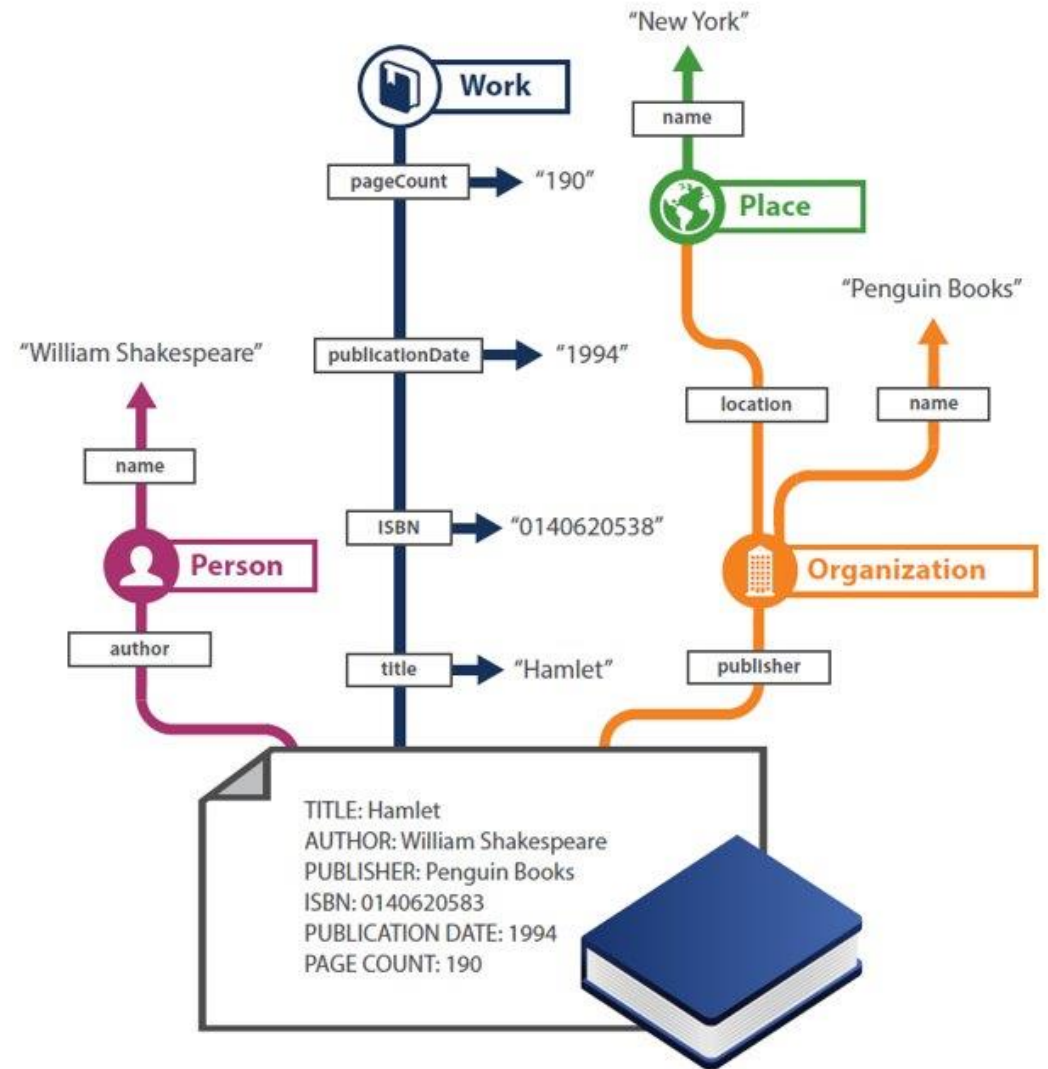 “New York”
Work
name
pageCount
“190”
Place
“Penguin Books”
“William Shakespeare”
publicationDate
“1994”
location
name
name
ISBN
“0140620538”
Person
Organization
author
title
“Hamlet”
publisher
TITLE: Hamlet
AUTHOR: William Shakespeare
PUBLISHER: Penguin Books
ISBN: 0140620583
PUBLICATION DATE: 1994
PAGE COUNT: 190